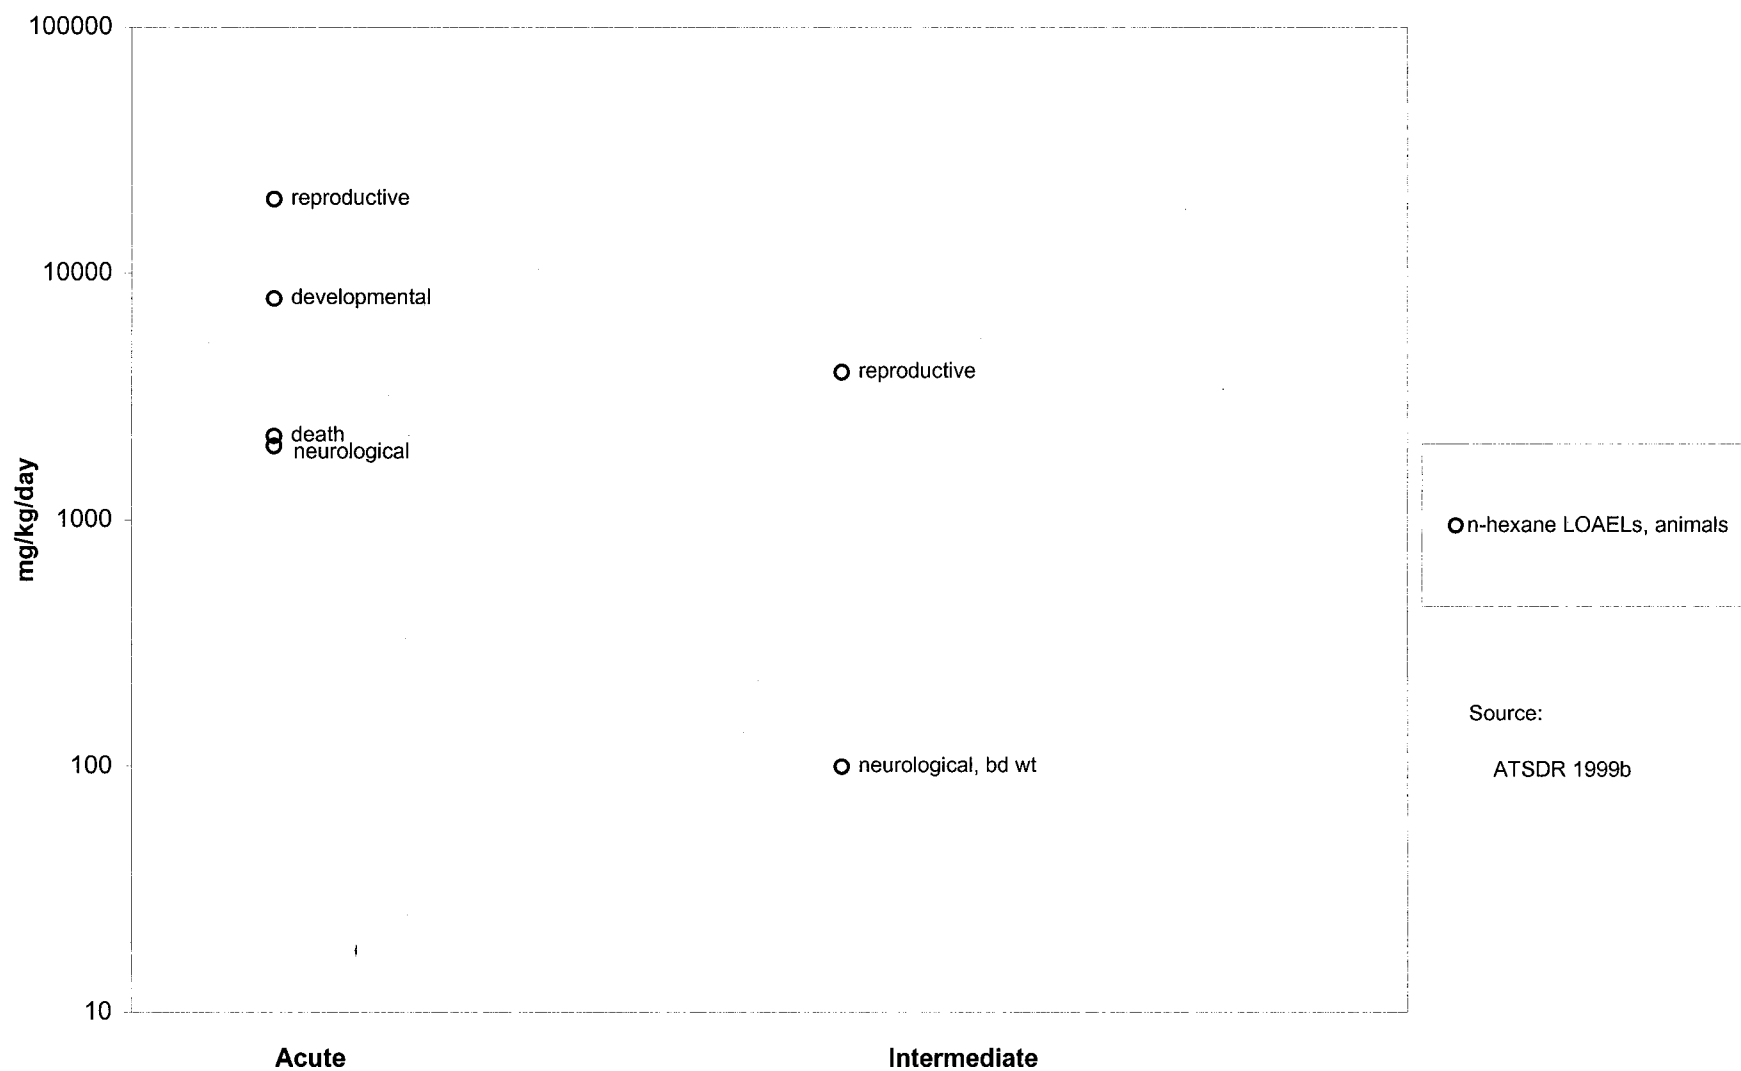 100000
10000
1000
100
10
mg/kg/day
reproductive
developmental
death
neurological
reproductive
neurological, bd wt
Acute
Intermediate
n-hexane LOAELs, animals
Source:
ATSDR 1999b